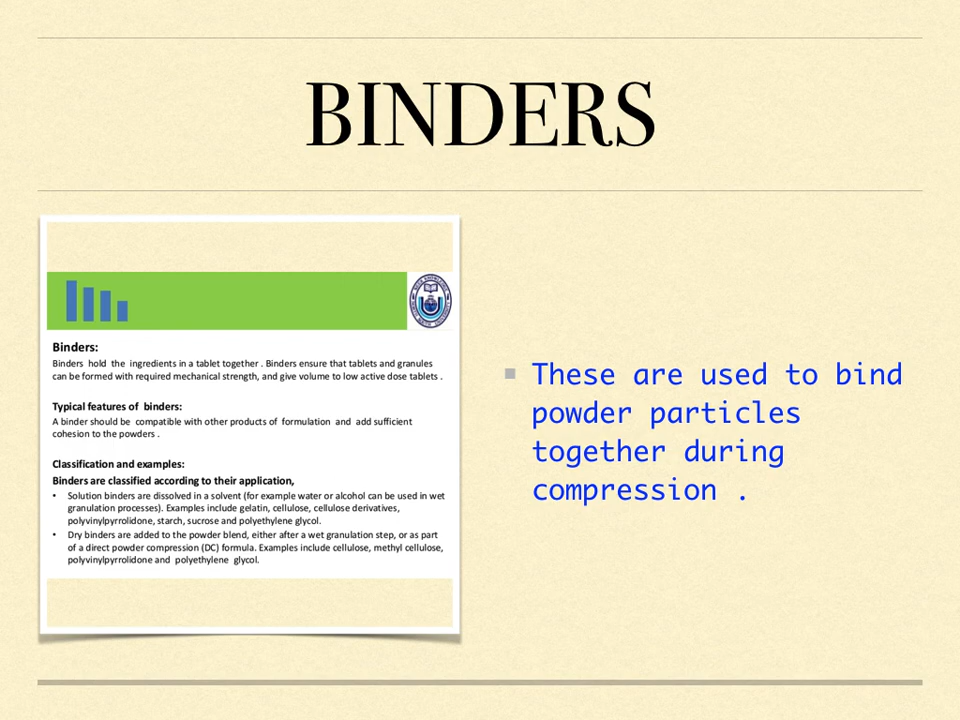 BINDERS
Binders:
Binders hold the ingredients in a tablet together . Binders ensure that tablets and granules
can be formed with required mechanical strength, and give volume to low active dose tablets .
Typical features of binders:
A binder should be compatible with other products of formulation and add sufficient
cohesion to the powders .
Classification and examples:
Binders are classified according to their application,
• Solution binders are dissolved in a solvent (for example water or alcohol can be used in wet
granulation processes). Examples include gelatin, cellulose, cellulose derivatives,
polyvinylpyrrolidone, starch, sucrose and polyethylene glycol.
• Dry binders are added to the powder blend, either after a wet granulation step, or as part
of a direct powder compression (DC) formula. Examples include cellulose, methyl cellulose,
polyvinylpyrrolidone and polyethylene glycol.
These are used to bind
powder particles
together during
compression .